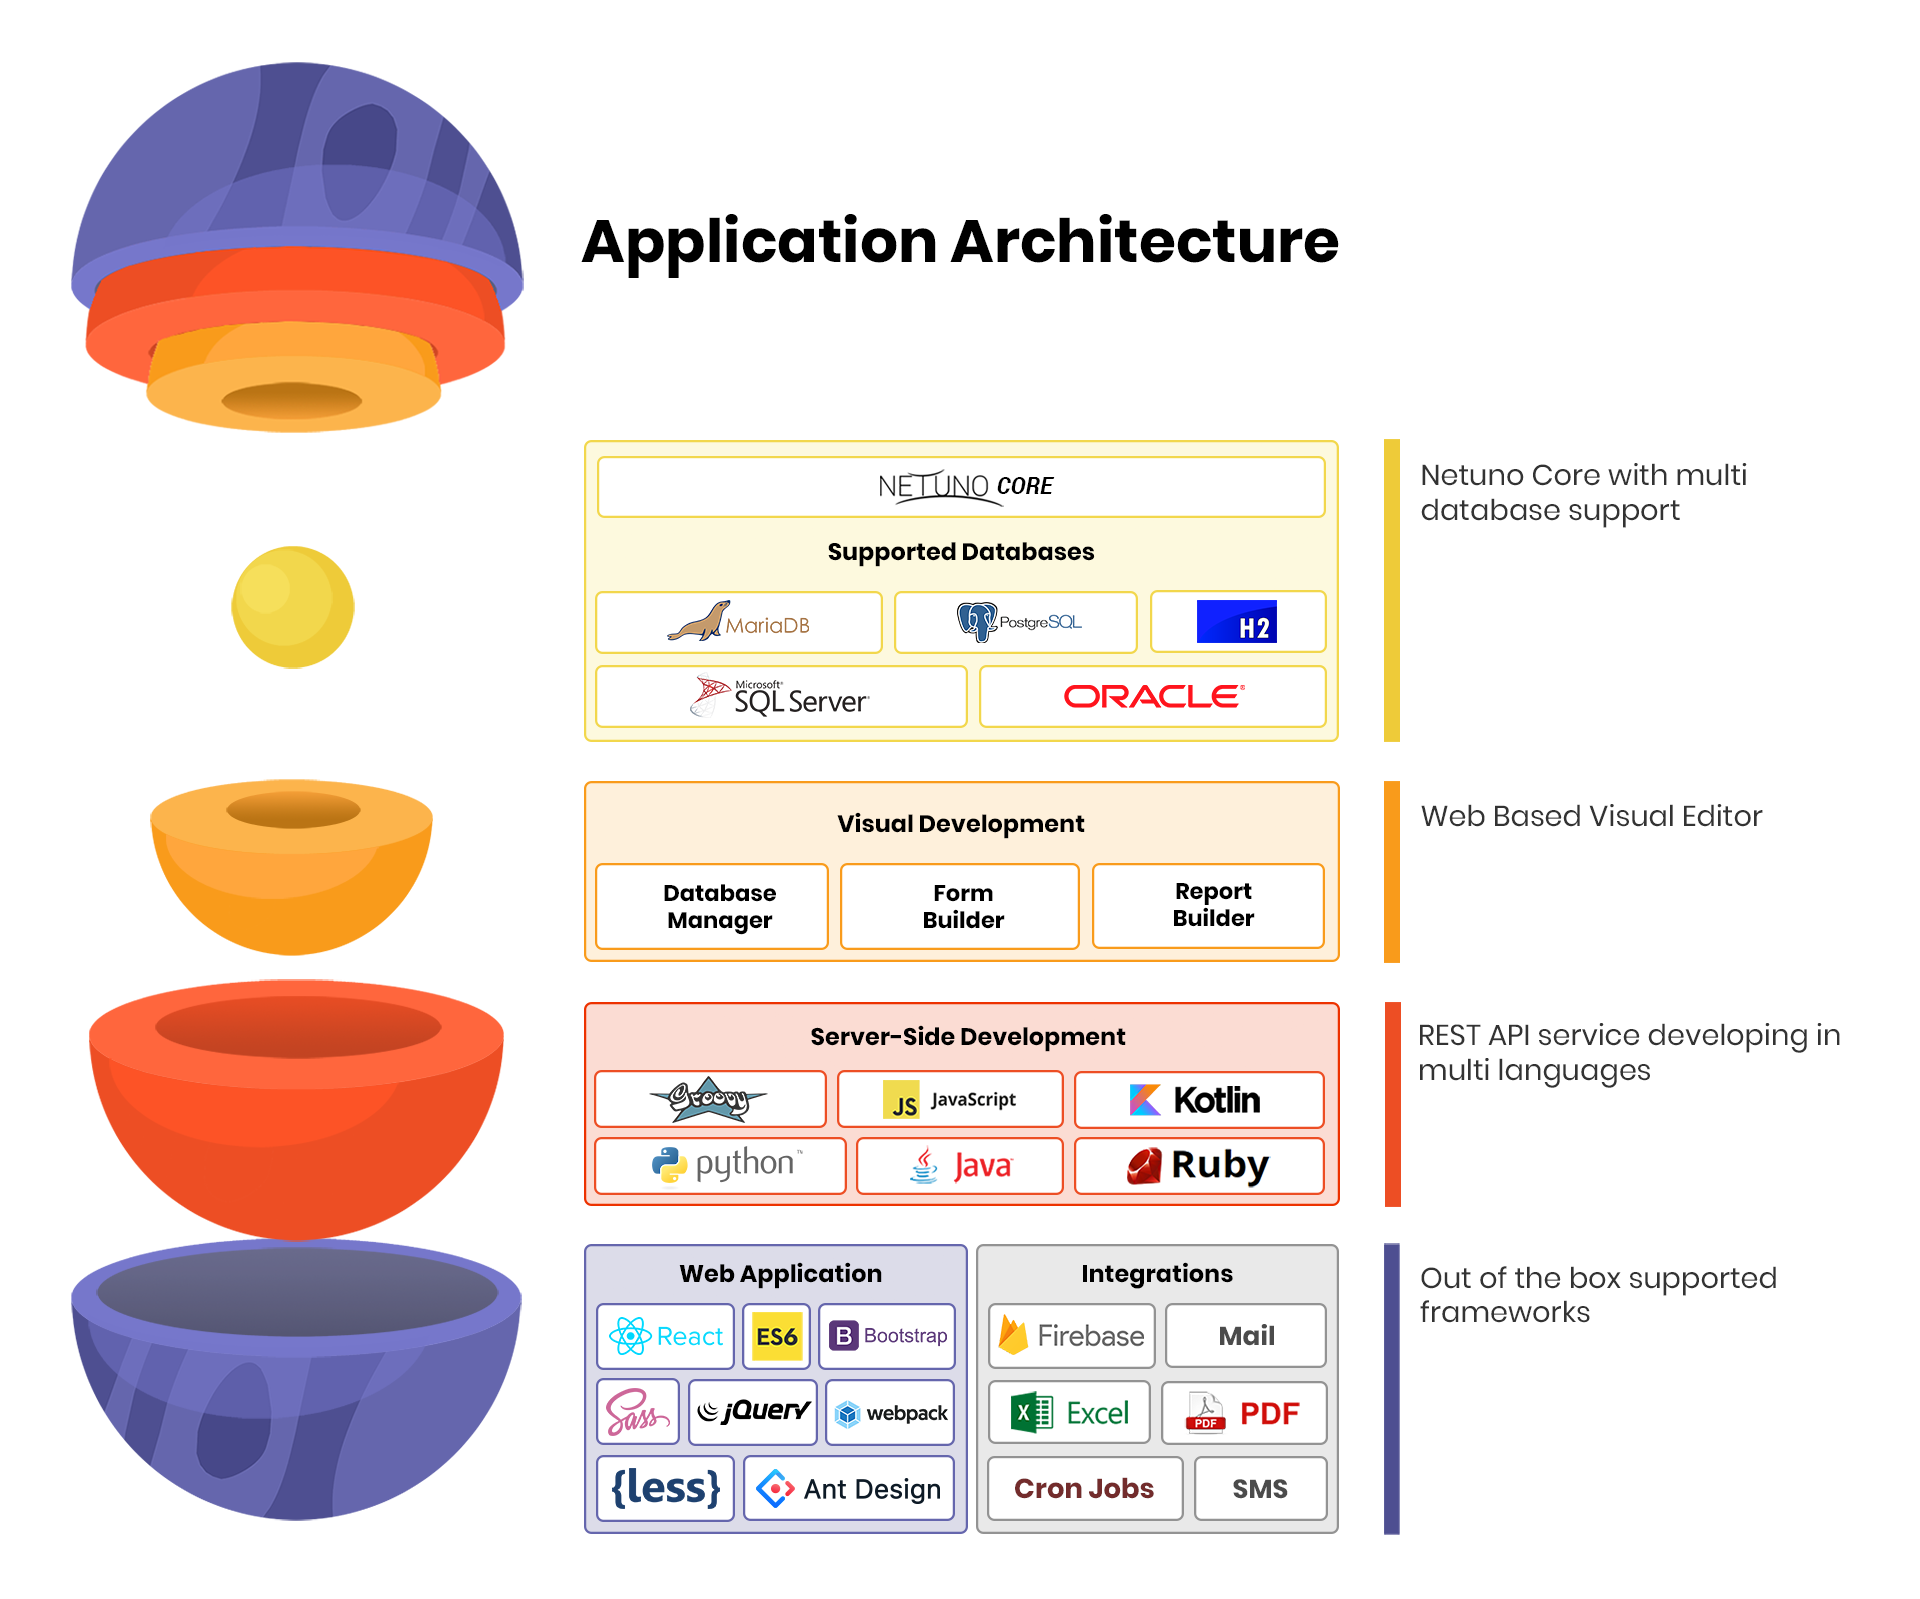 Application Architecture
NETUNO CORE
Supported Databases
MariaDB
PostgreSQL
H2
Microsoft®
SQL Server®
ORACLE®
Netuno Core with multi
database support
Visual Development
Database
Manager
Form
Builder
Report
Builder
Web Based Visual Editor
Server-Side Development
Groovy
JS JavaScript
Kotlin
python™
Java™
Ruby
REST API service developing in
multi languages
Web Application
React
ES6
B Bootstrap
Sass
jQuery
webpack
{less}
Ant Design
Integrations
Firebase
Mail
X Excel
PDF PDF
Cron Jobs
SMS
Out of the box supported
frameworks